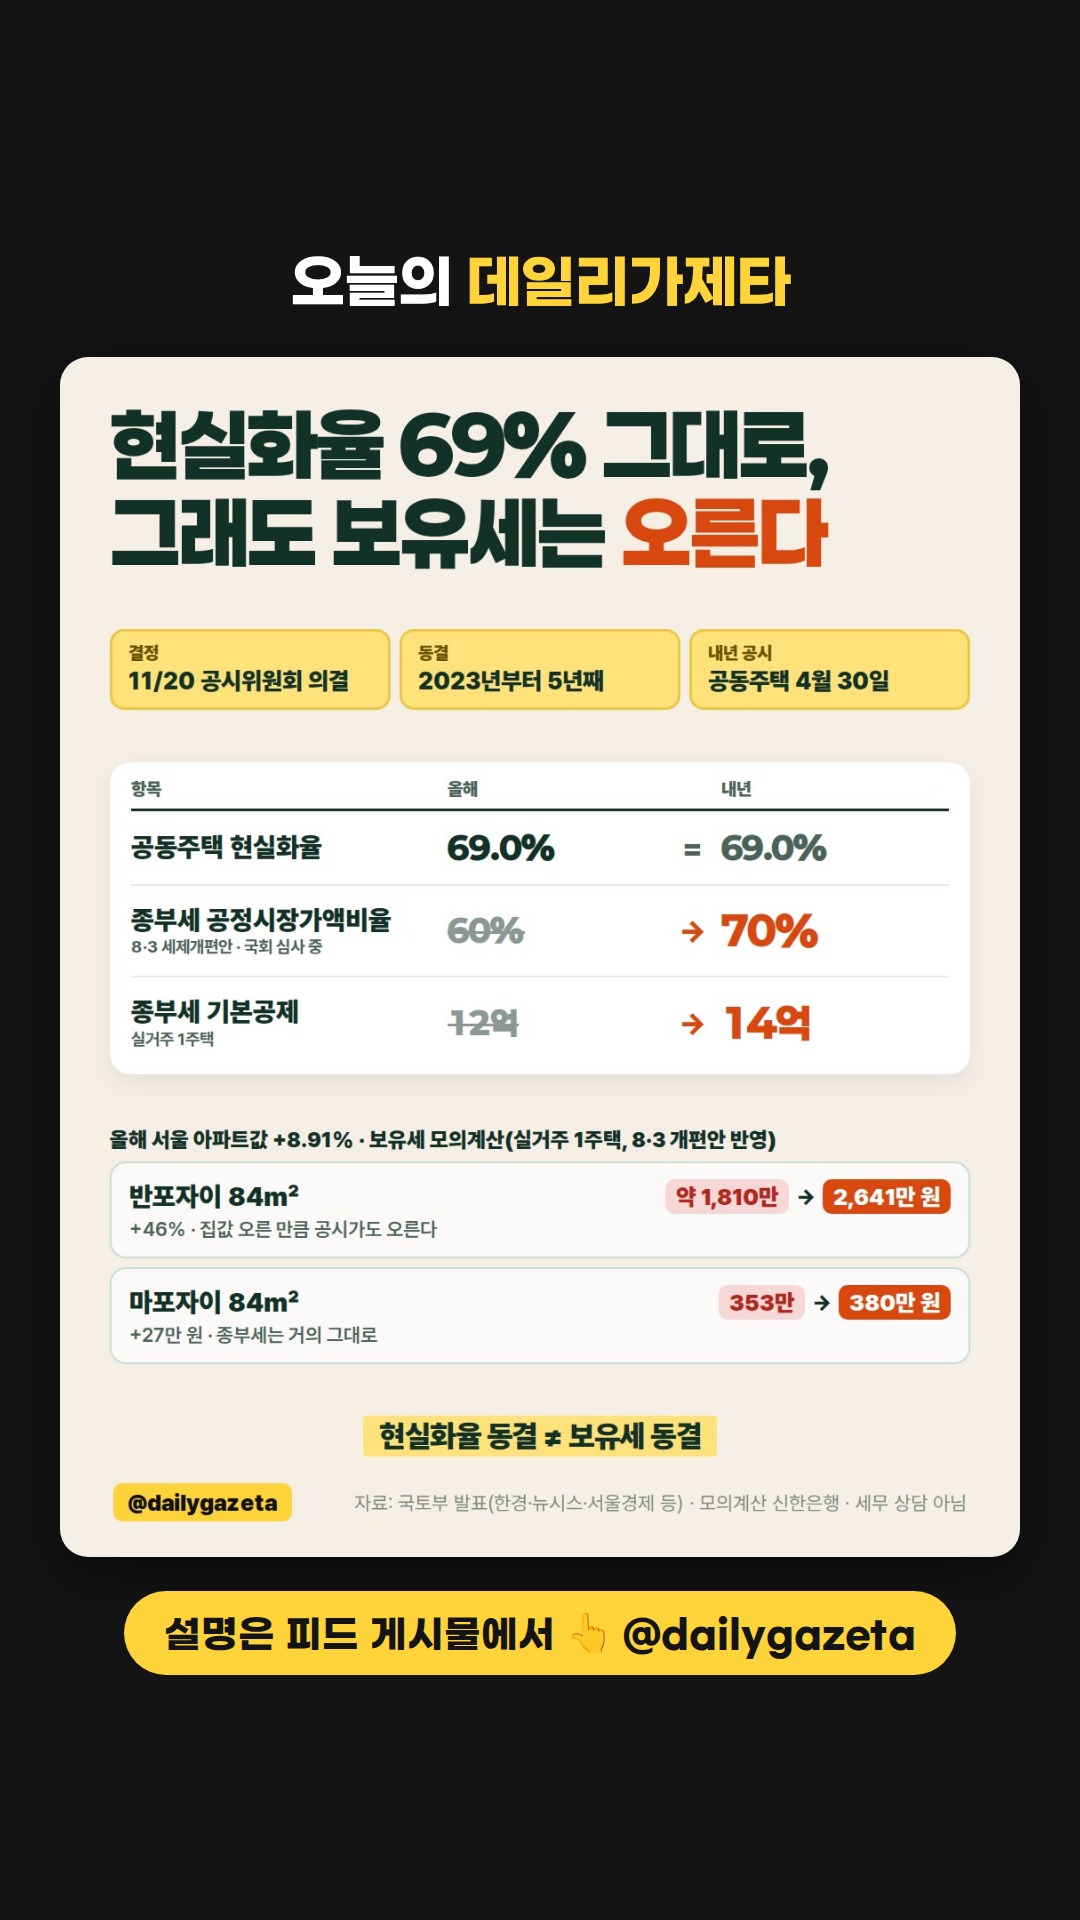 오늘의 데일리가제타
현실화율 69% 그대로,
그래도 보유세는 오른다
결정
11/20 공시위원회 의결
동결
2023년부터 5년째
내년 공시
공동주택 4월 30일
항목 올해 내년
공동주택 현실화율 69.0% = 69.0%
종부세 공정시장가액비율 60% → 70%
8·3 세제개편안 · 국회 심사 중
종부세 기본공제 12억 → 14억
실거주 1주택
올해 서울 아파트값 +8.91% · 보유세 모의계산(실거주 1주택, 8·3 개편안 반영)
반포자이 84m² 약 1,810만 → 2,641만 원
+46% · 집값 오른 만큼 공시가도 오른다
마포자이 84m² 353만 → 380만 원
+27만 원 · 종부세는 거의 그대로
현실화율 동결 ≠ 보유세 동결
@dailygazeta 자료: 국토부 발표(한경·뉴시스·서울경제 등) · 모의계산 신한은행 · 세무 상담 아님
설명은 피드 게시물에서 👆 @dailygazeta